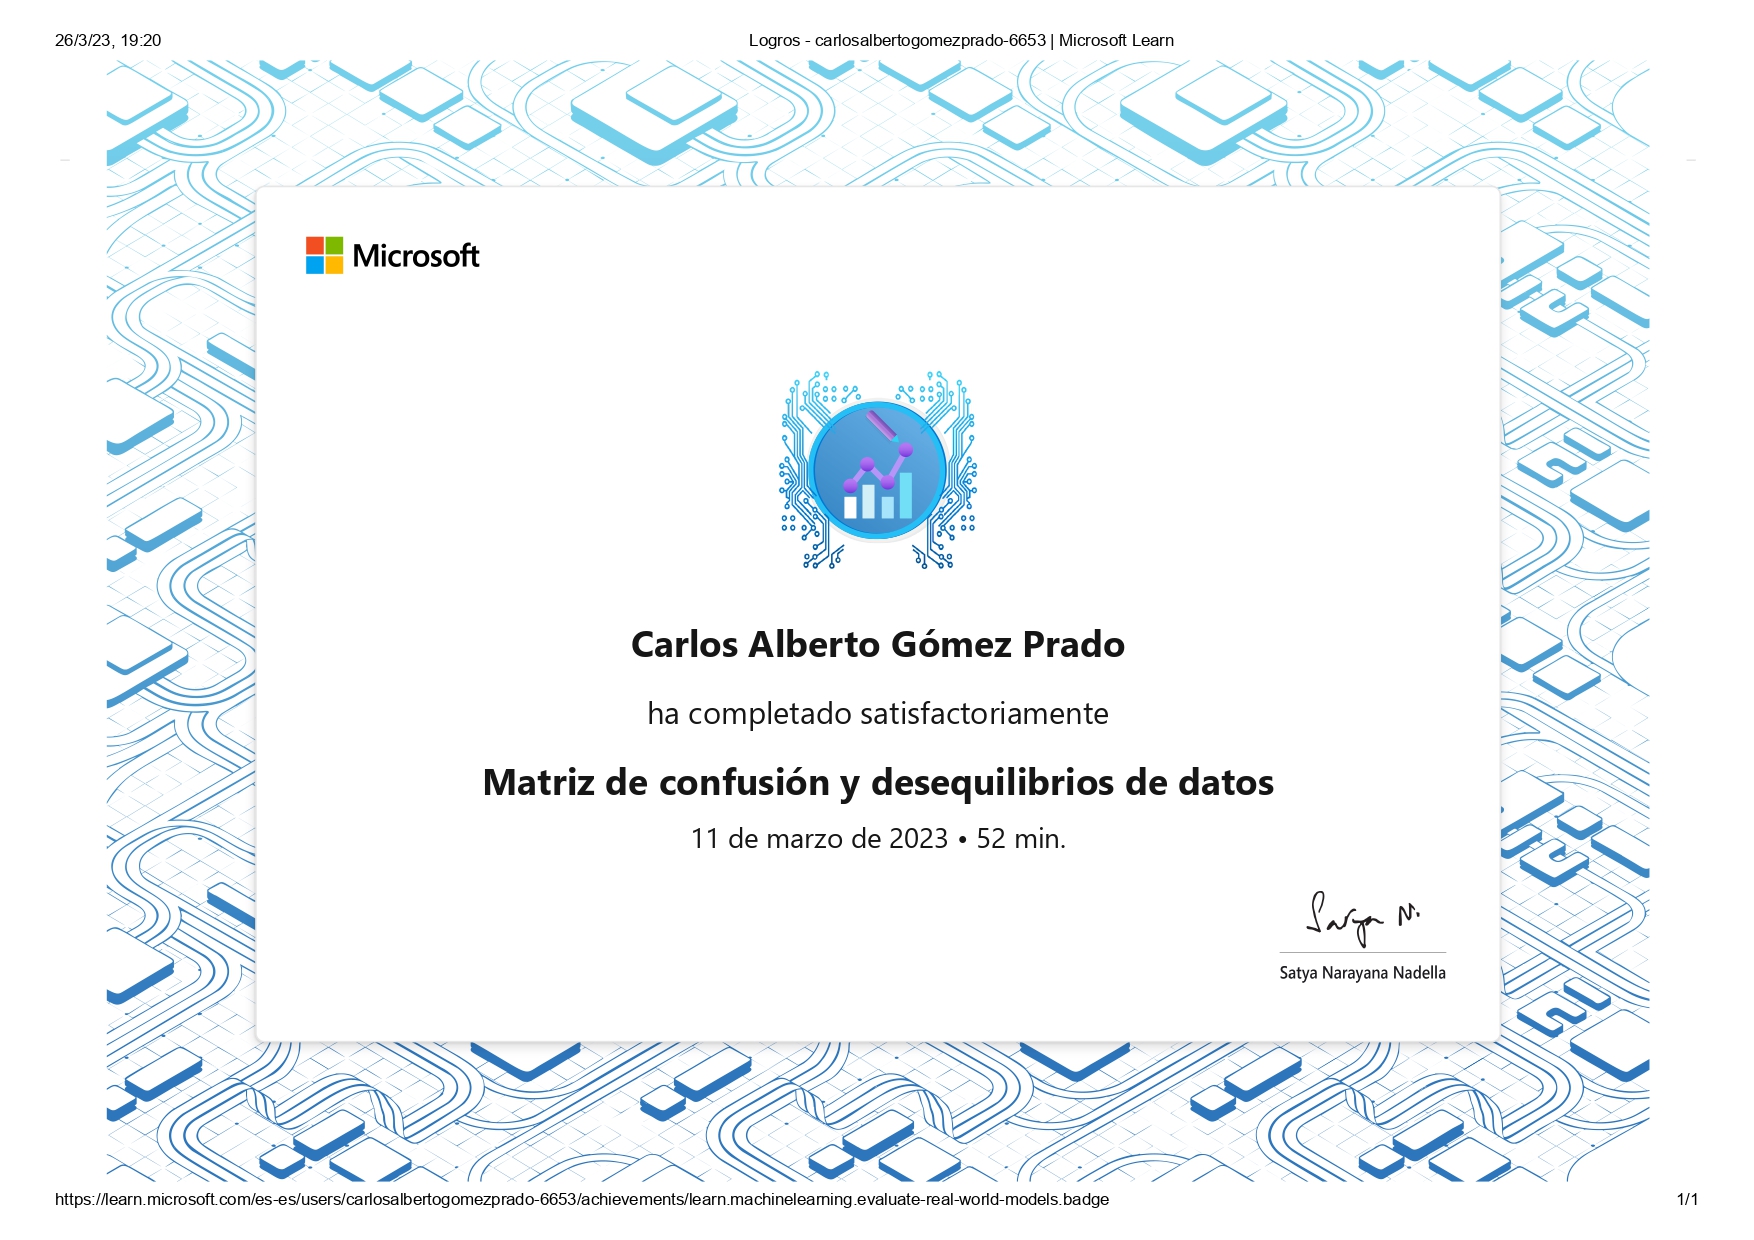 26/3/23, 19:20
Logros - carlosalbertogomezprado-6653 | Microsoft Learn
Microsoft
Carlos Alberto Gómez Prado
ha completado satisfactoriamente
Matriz de confusión y desequilibrios de datos
11 de marzo de 2023 • 52 min.
Satya N.
Satya Narayana Nadella
https://learn.microsoft.com/es-es/users/carlosalbertogomezprado-6653/achievements/learn.machinelearning.evaluate-real-world-models.badge
1/1